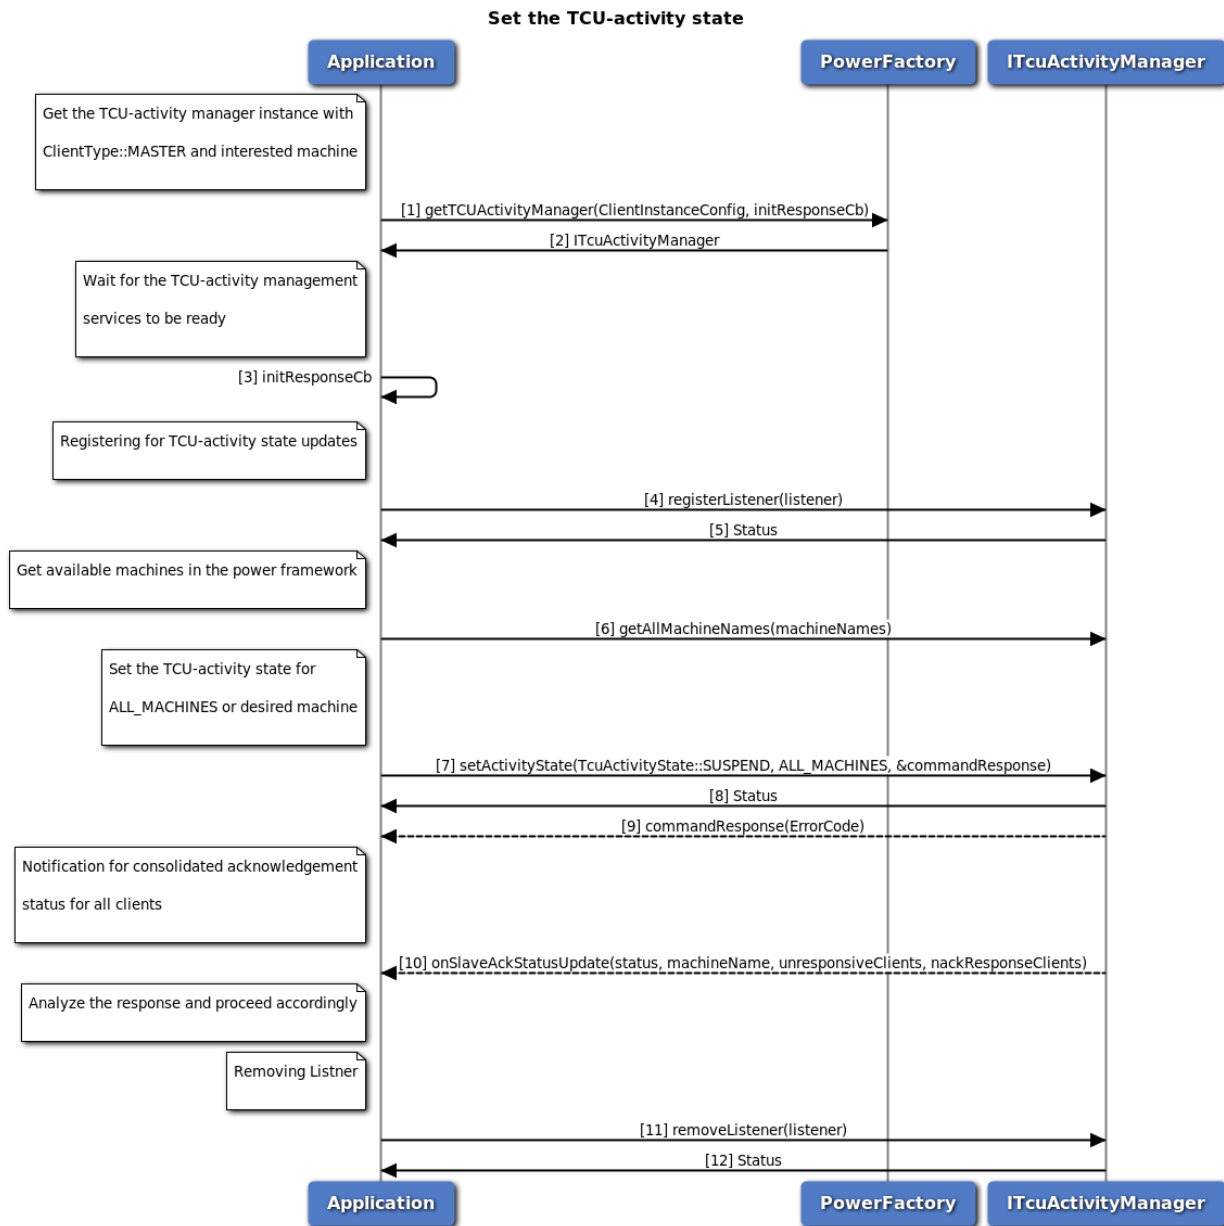 Set the TCU-activity state
Application
PowerFactory
ITcuActivityManager
Get the TCU-activity manager instance with
ClientType::MASTER and interested machine
[1] getTCUActivityManager(ClientInstanceConfig, initResponseCb)
[2] ITcuActivityManager
Wait for the TCU-activity management
services to be ready
[3] initResponseCb
Registering for TCU-activity state updates
[4] registerListener(listener)
[5] Status
Get available machines in the power framework
[6] getAllMachineNames(machineNames)
Set the TCU-activity state for
ALL_MACHINES or desired machine
[7] setActivityState(TcuActivityState::SUSPEND, ALL_MACHINES, &commandResponse)
[8] Status
[9] commandResponse(ErrorCode)
Notification for consolidated acknowledgement
status for all clients
[10] onSlaveAckStatusUpdate(status, machineName, unresponsiveClients, nackResponseClients)
Analyze the response and proceed accordingly
Removing Listner
[11] removeListener(listener)
[12] Status
Application
PowerFactory
ITcuActivityManager